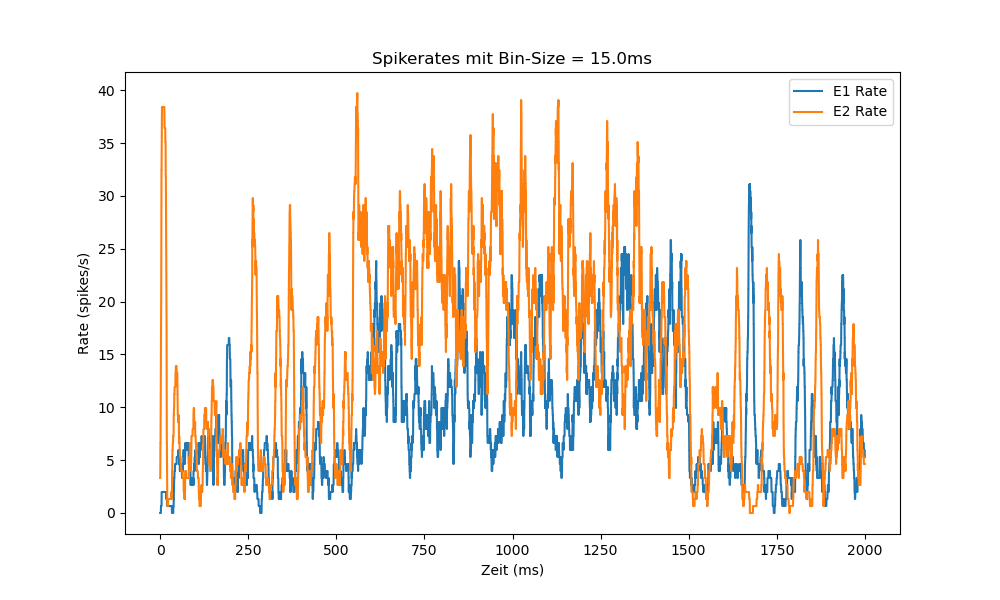 Spikerates mit Bin-Size = 15.0ms
E1 Rate
E2 Rate
40
35
30
25
20
15
10
5
0
Rate (spikes/s)
0 250 500 750 1000 1250 1500 1750 2000
Zeit (ms)